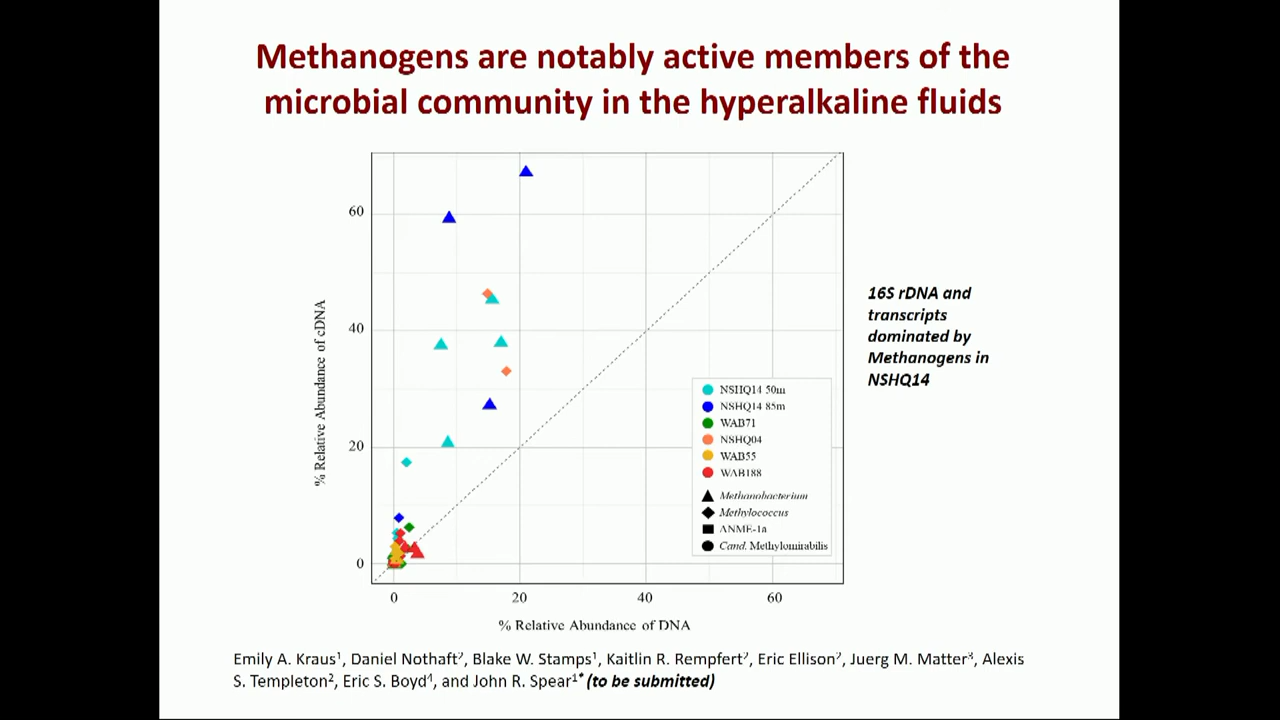 Methanogens are notably active members of the
microbial community in the hyperalkaline fluids
60
40
20
0
% Relative Abundance of cDNA
0 20 40 60
% Relative Abundance of DNA
NSHQ14 50m
NSHQ14 85m
WAB71
NSHQ04
WAB55
WAB188
Methanobacterium
Methylococcus
ANME-1a
Cand. Methylomirabilis
16S rDNA and
transcripts
dominated by
Methanogens in
NSHQ14
Emily A. Kraus¹, Daniel Nothaft², Blake W. Stamps¹, Kaitlin R. Rempfert², Eric Ellison², Juerg M. Matter³, Alexis
S. Templeton², Eric S. Boyd⁴, and John R. Spear¹* (to be submitted)